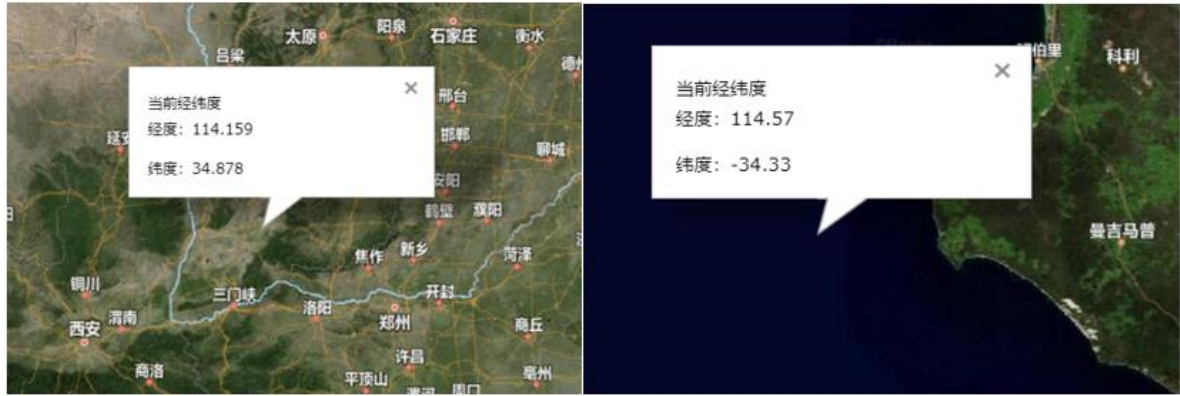 太原
阳泉
石家庄
衡水
吕梁
×
当前经纬度
邢台
经度：114.159
邯郸
聊城
纬度：34.878
安阳
鹤壁
濮阳
焦作
新乡
菏泽
铜川
三门峡
洛阳
开封
西安
渭南
郑州
商丘
许昌
商洛
平顶山
亳州
漯河
周口
科利
×
当前经纬度
经度：114.57
纬度：-34.33
曼吉马普